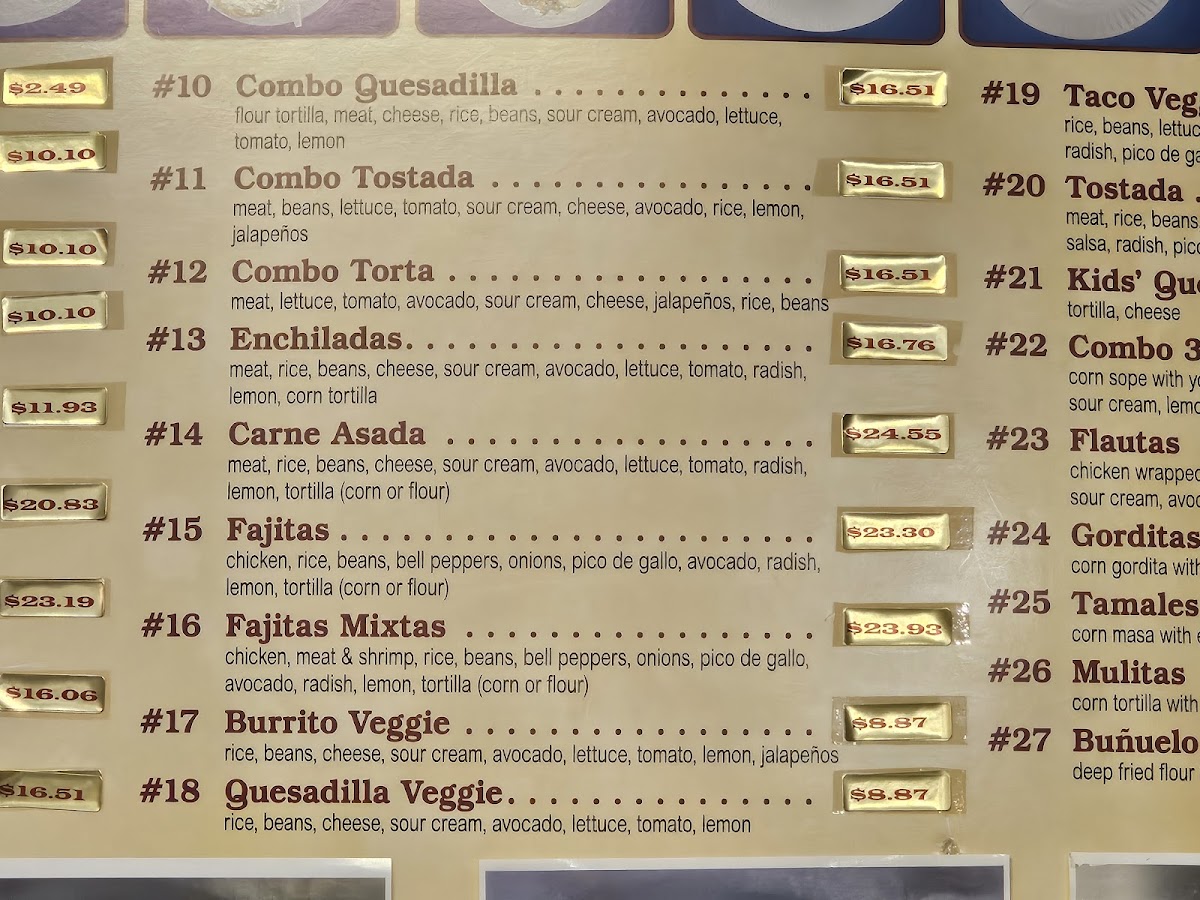 $2.49
$10.10
$10.10
$10.10
$11.93
$20.83
$23.19
$16.06
$16.51
#10 Combo Quesadilla . . . . . . . . . . . . . . $16.51
flour tortilla, meat, cheese, rice, beans, sour cream, avocado, lettuce,
tomato, lemon
#11 Combo Tostada . . . . . . . . . . . . . . . . $16.51
meat, beans, lettuce, tomato, sour cream, cheese, avocado, rice, lemon,
jalapeños
#12 Combo Torta . . . . . . . . . . . . . . . . . . $16.51
meat, lettuce, tomato, avocado, sour cream, cheese, jalapeños, rice, beans
#13 Enchiladas. . . . . . . . . . . . . . . . . . . . $16.76
meat, rice, beans, cheese, sour cream, avocado, lettuce, tomato, radish,
lemon, corn tortilla
#14 Carne Asada . . . . . . . . . . . . . . . . . . $24.55
meat, rice, beans, cheese, sour cream, avocado, lettuce, tomato, radish,
lemon, tortilla (corn or flour)
#15 Fajitas . . . . . . . . . . . . . . . . . . . . . . . $23.30
chicken, rice, beans, bell peppers, onions, pico de gallo, avocado, radish,
lemon, tortilla (corn or flour)
#16 Fajitas Mixtas . . . . . . . . . . . . . . . . . $23.93
chicken, meat & shrimp, rice, beans, bell peppers, onions, pico de gallo,
avocado, radish, lemon, tortilla (corn or flour)
#17 Burrito Veggie . . . . . . . . . . . . . . . . . $8.87
rice, beans, cheese, sour cream, avocado, lettuce, tomato, lemon, jalapeños
#18 Quesadilla Veggie. . . . . . . . . . . . . . . $8.87
rice, beans, cheese, sour cream, avocado, lettuce, tomato, lemon
#19 Taco Veg
rice, beans, lettuc
radish, pico de ga
#20 Tostada .
meat, rice, beans,
salsa, radish, pico
#21 Kids' Que
tortilla, cheese
#22 Combo 3
corn sope with yo
sour cream, lemo
#23 Flautas
chicken wrapped
sour cream, avoc
#24 Gorditas
corn gordita with
#25 Tamales
corn masa with
#26 Mulitas
corn tortilla with
#27 Buñuelo
deep fried flour